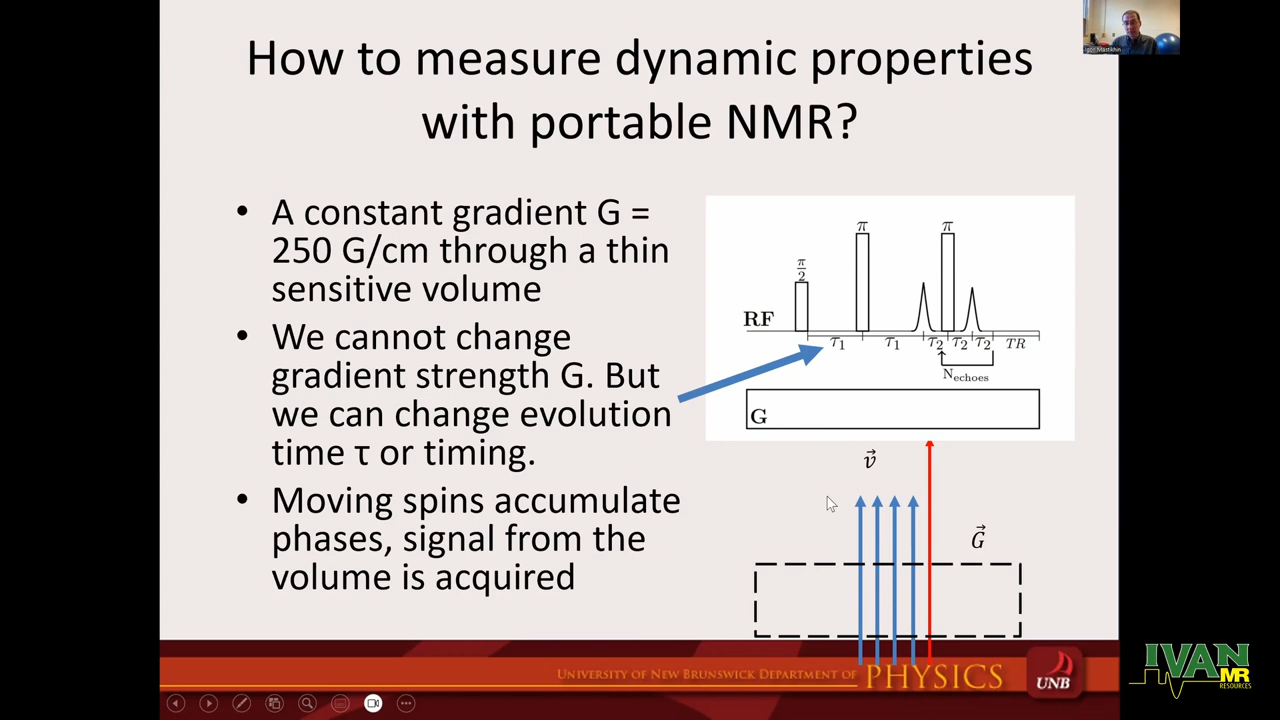 How to measure dynamic properties
with portable NMR?
Igor Mastikhin
• A constant gradient G =
250 G/cm through a thin
sensitive volume
• We cannot change
gradient strength G. But
we can change evolution
time τ or timing.
• Moving spins accumulate
phases, signal from the
volume is acquired
π π
π
2
RF
τ1 τ1 τ2 τ2 τ2 TR
Nechoes
G
v⃗
G⃗
UNIVERSITY OF NEW BRUNSWICK DEPARTMENT OF PHYSICS
UNB
IVAN
MR
RESOURCES